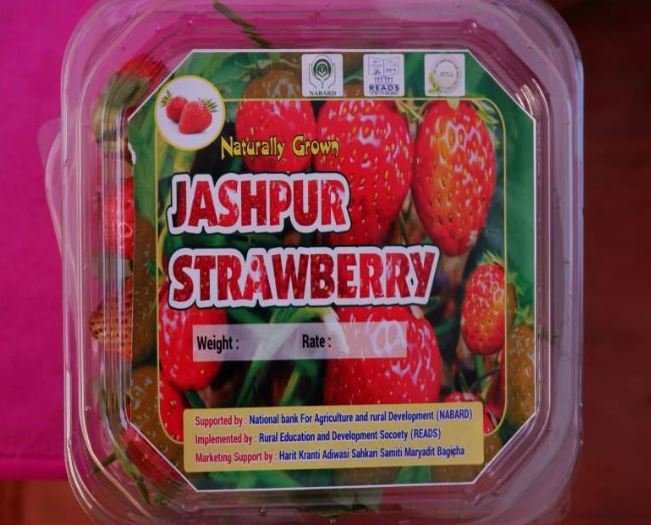 NABARD
READS
Naturally Grown
JASHPUR
STRAWBERRY
Weight : Rate :
Supported by : National bank For Agriculture and rural Development (NABARD)
Implemented by : Rural Education and Development Socoety (READS)
Marketing Support by : Harit Kranti Adiwasi Sahkari Samiti Maryadit Bagicha